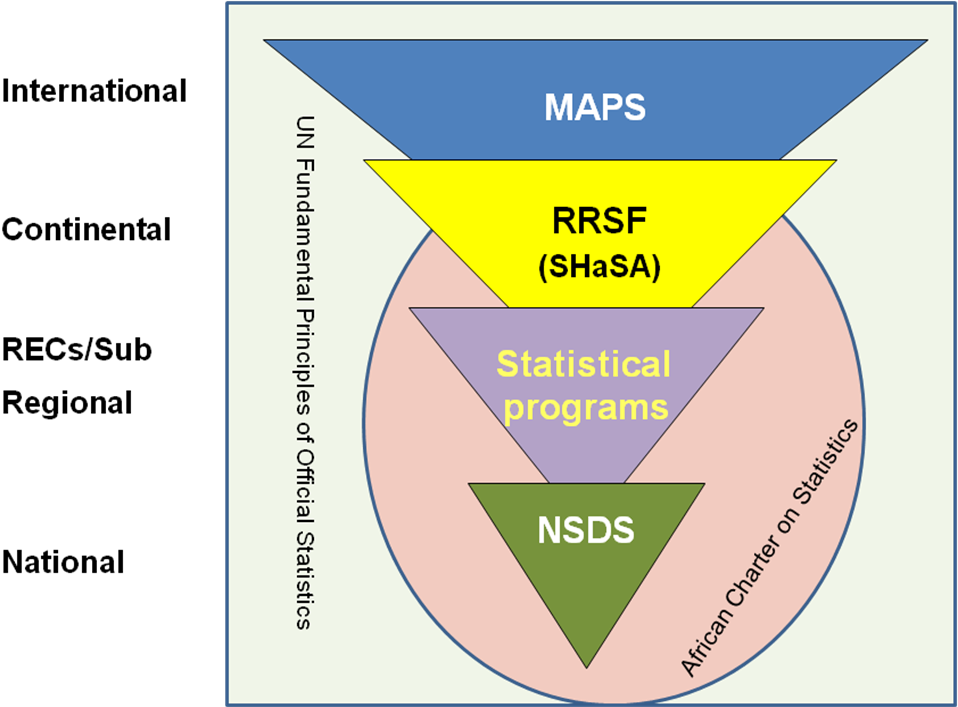 International
MAPS
UN Fundamental Principles of Official Statistics
Continental
RRSF
(SHaSA)
RECs/Sub
Regional
Statistical
programs
African Charter on Statistics
National
NSDS